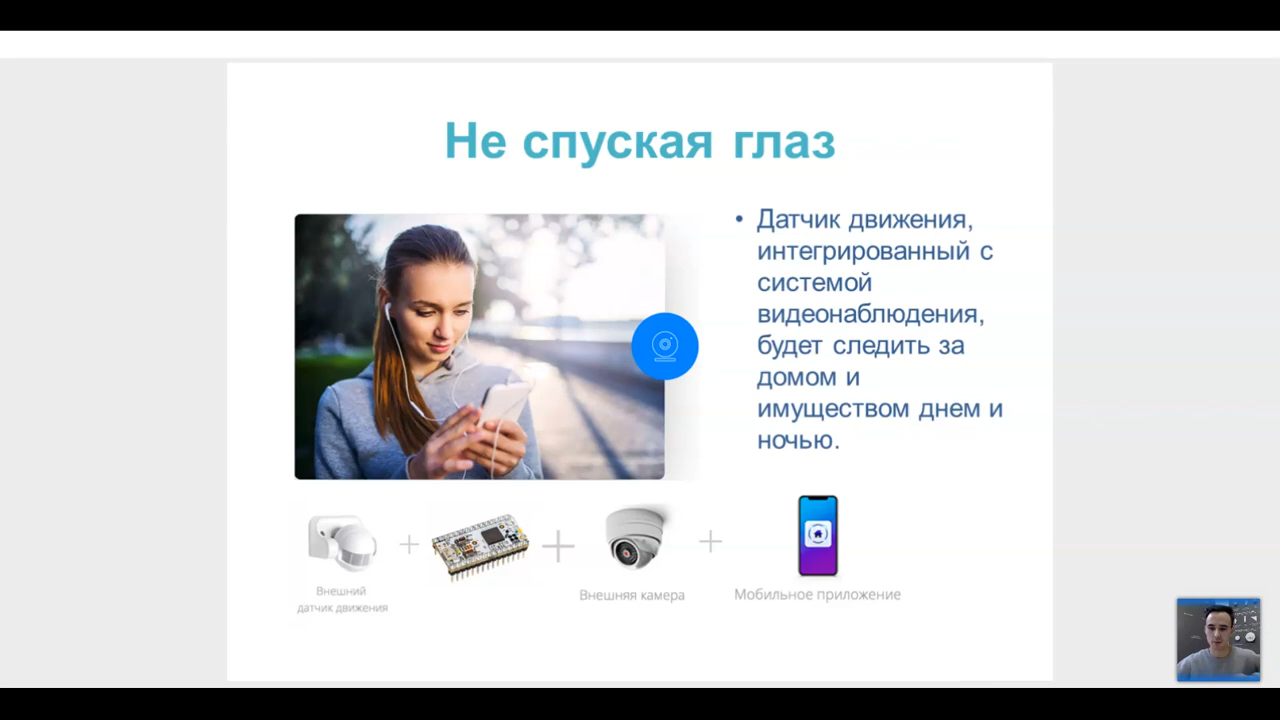 Не спуская глаз
• Датчик движения,
интегрированный с
системой
видеонаблюдения,
будет следить за
домом и
имуществом днем и
ночью.
Внешний
датчик движения
Внешняя камера
Мобильное приложение